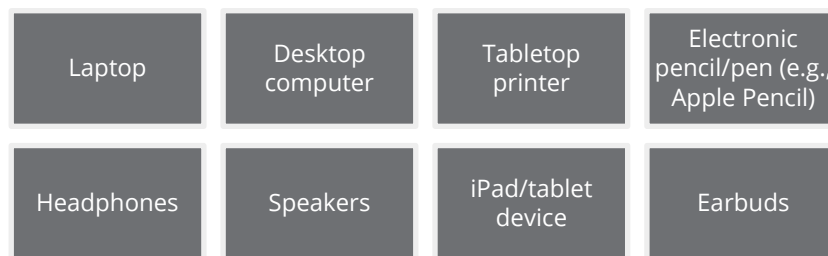 Laptop
Desktop
computer
Tabletop
printer
Electronic
pencil/pen (e.g.,
Apple Pencil)
Headphones
Speakers
iPad/tablet
device
Earbuds